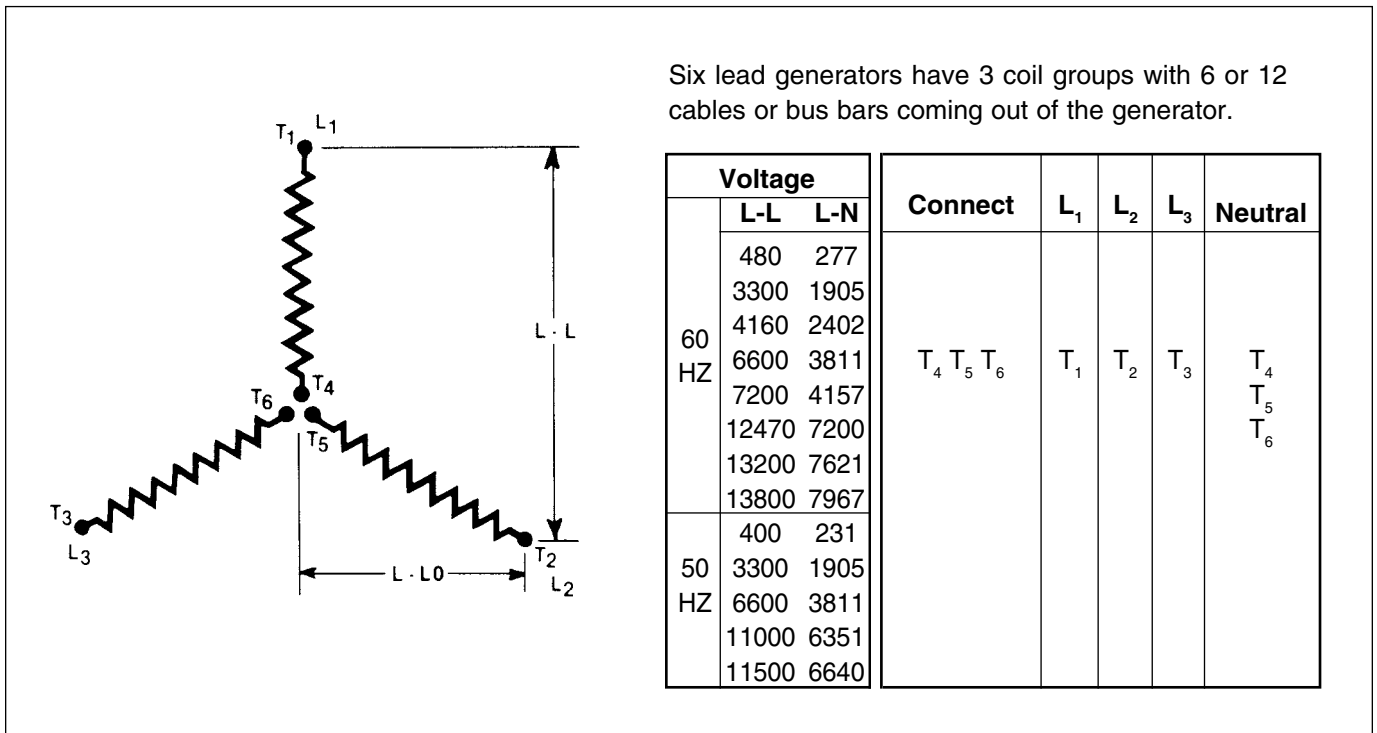 Six lead generators have 3 coil groups with 6 or 12
cables or bus bars coming out of the generator.
T1 L1
L - L
T4
T6
T5
T3
L3
T2
L2
L - L0
Voltage
L-L L-N
Connect L1 L2 L3 Neutral
60
HZ
480 277
3300 1905
4160 2402
6600 3811
7200 4157
12470 7200
13200 7621
13800 7967
50
HZ
400 231
3300 1905
6600 3811
11000 6351
11500 6640
T4 T5 T6 T1 T2 T3 T4
T5
T6